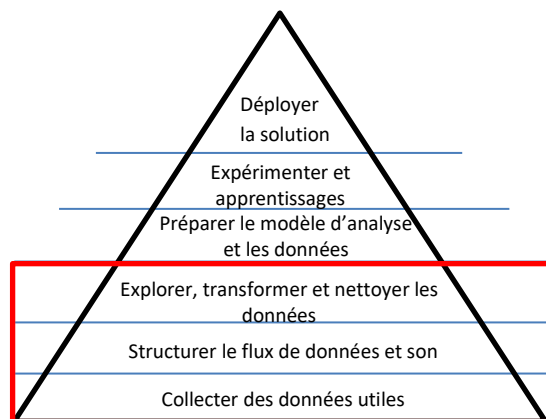 Déployer
la solution
Expérimenter et
apprentissages
Préparer le modèle d'analyse
et les données
Explorer, transformer et nettoyer les
données
Structurer le flux de données et son
Collecter des données utiles